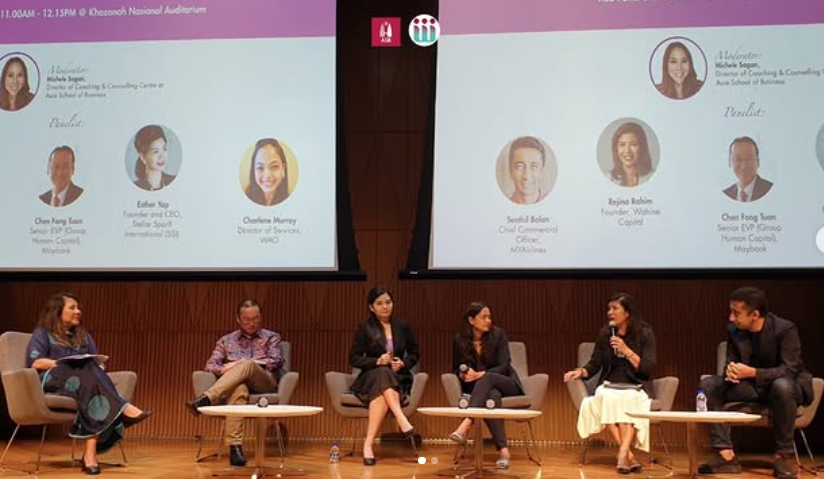 11.00AM - 12.15PM @ Khazanah Nasional Auditorium
Moderator:
Michele Sagan,
Director of Coaching & Counselling Centre at
Asia School of Business
Panelist:
Chen Fong Tuan
Senior EVP (Group
Human Capital),
Maybank
Esther Yap
Founder and CEO,
Stellar SparX
International (SSI)
Charlene Murray
Director of Services,
WAO
ASB
Moderator:
Michele Sagan,
Director of Coaching & Counselling
Asia School of Business
Panelist:
Senthil Balan
Chief Commercial
Officer,
MYAirlines
Rejina Rahim
Founder, Wahine
Capital
Chen Fong Tuan
Senior EVP (Group
Human Capital),
Maybank